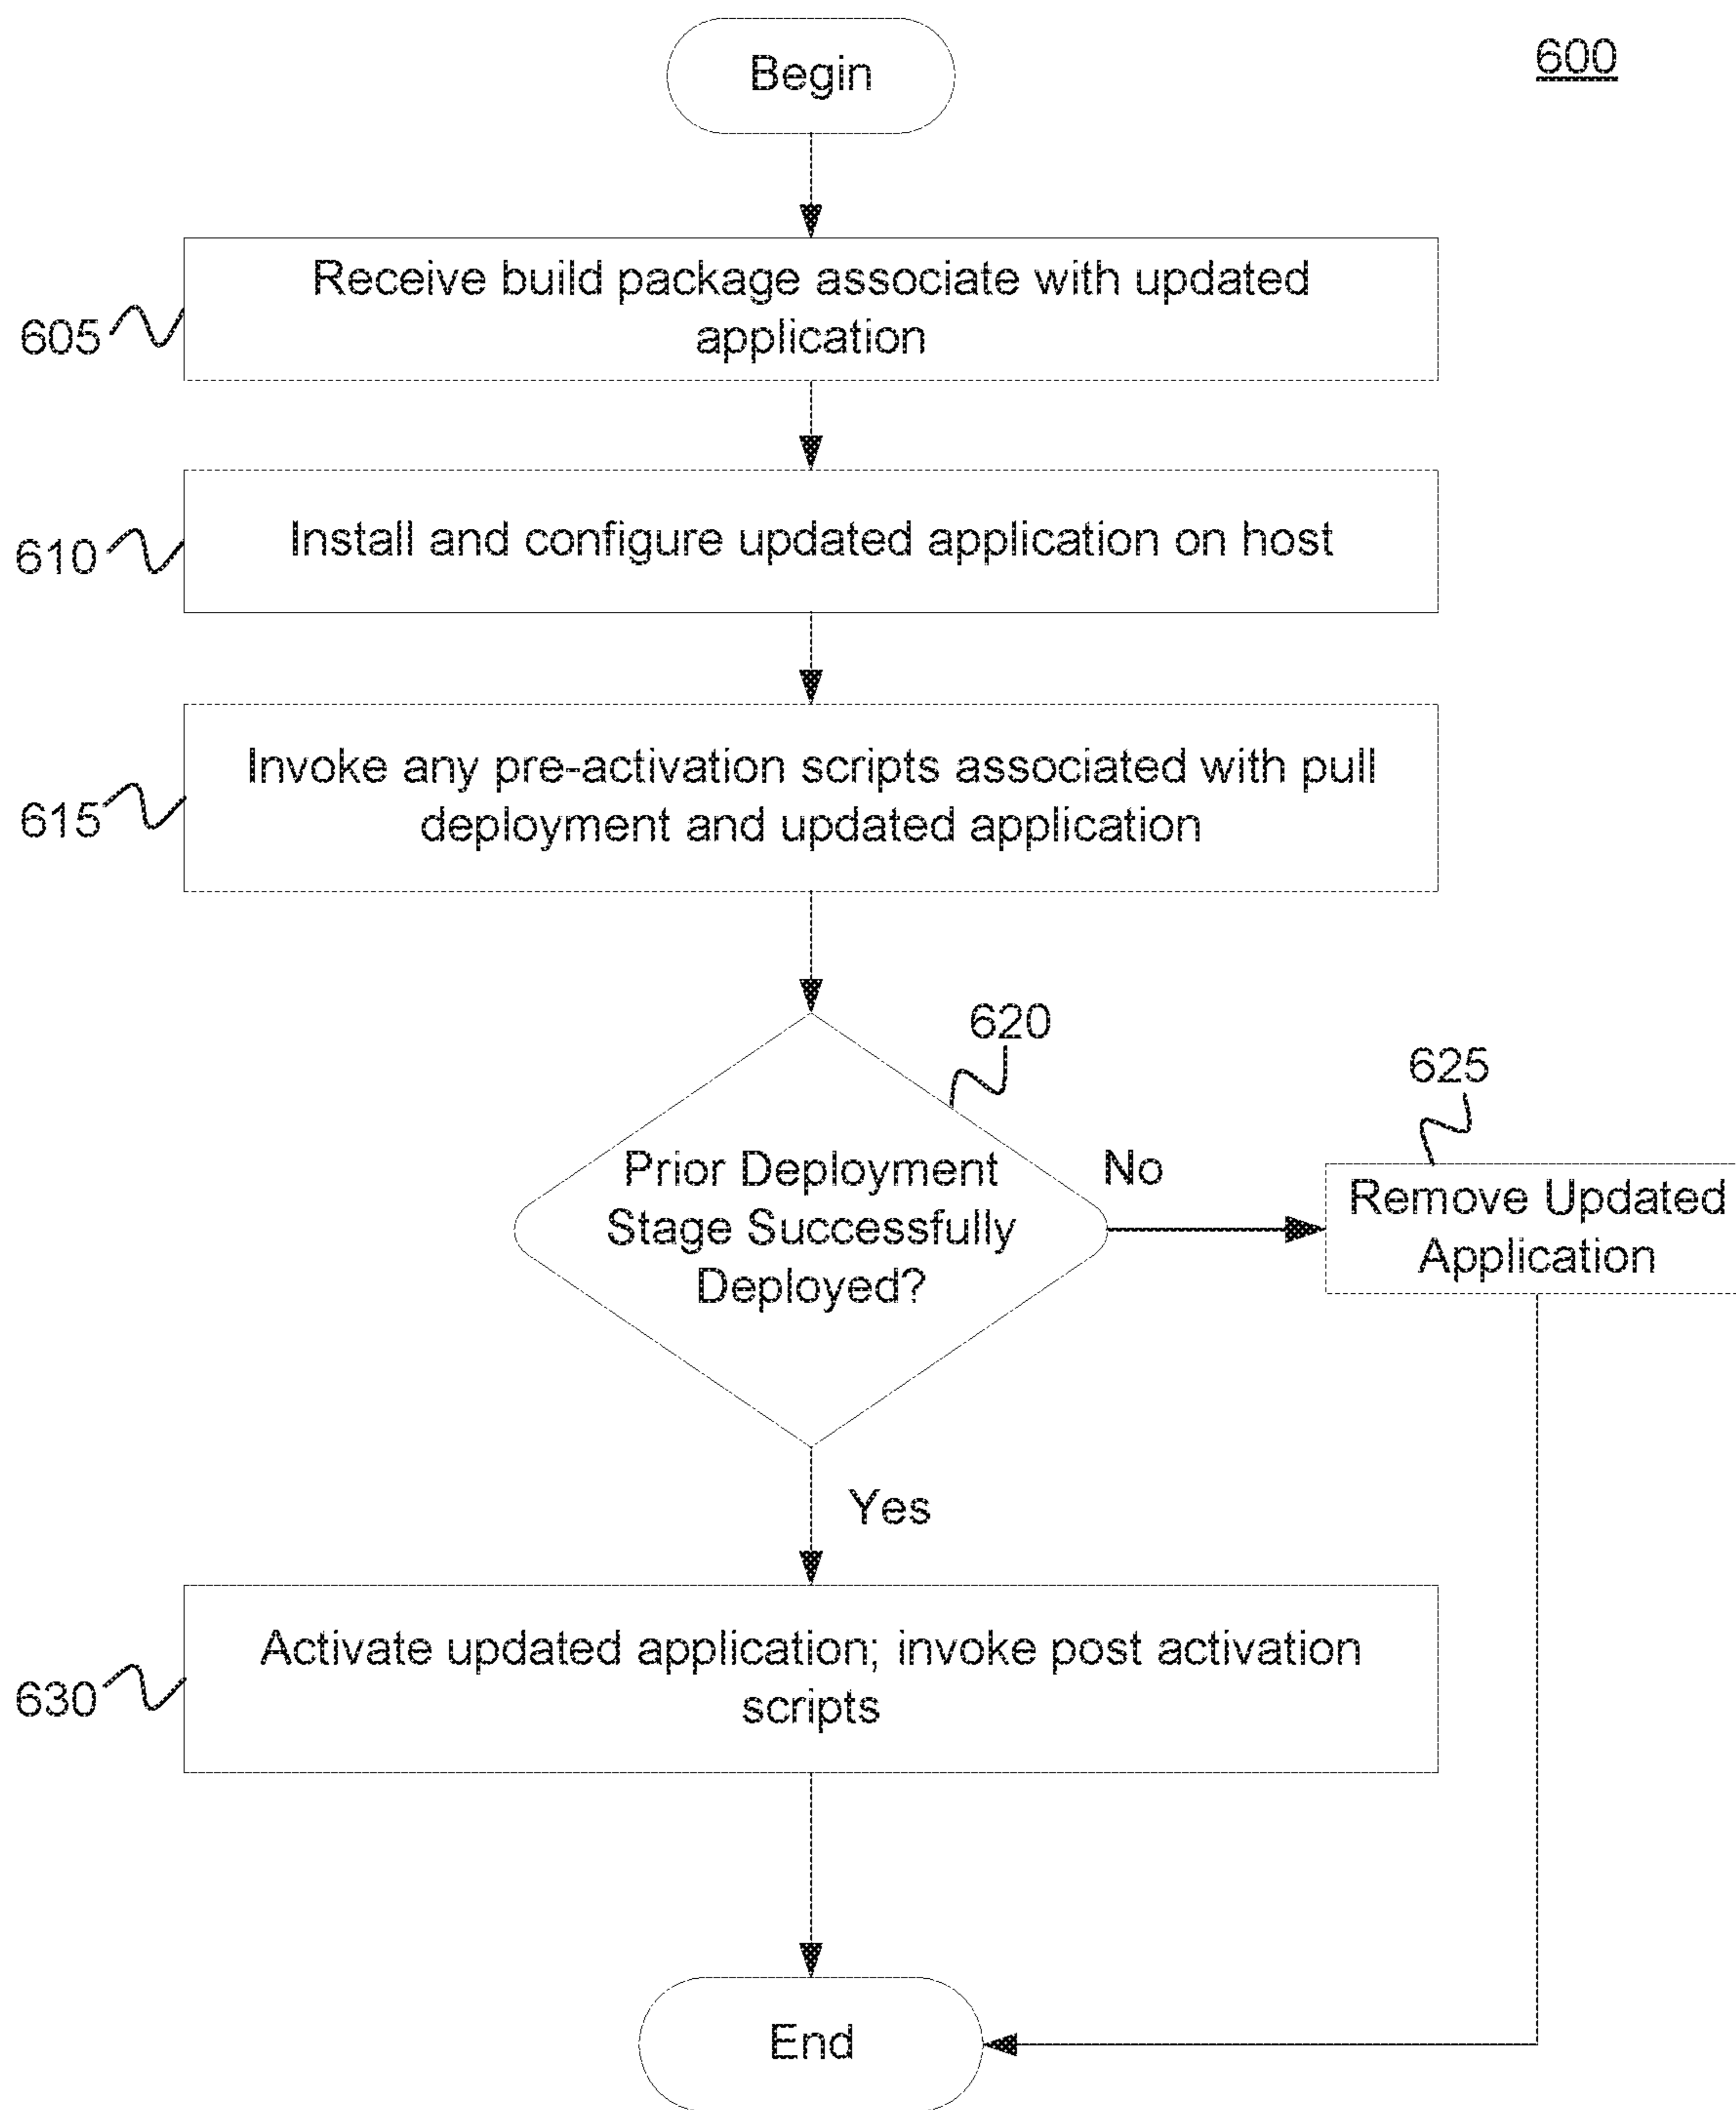 600
Begin
Receive build package associate with updated
application
605
Install and configure updated application on host
610
Invoke any pre-activation scripts associated with pull
deployment and updated application
615
620
625
Prior Deployment
Stage Successfully
Deployed?
No
Remove Updated
Application
Yes
Activate updated application; invoke post activation
scripts
630
End